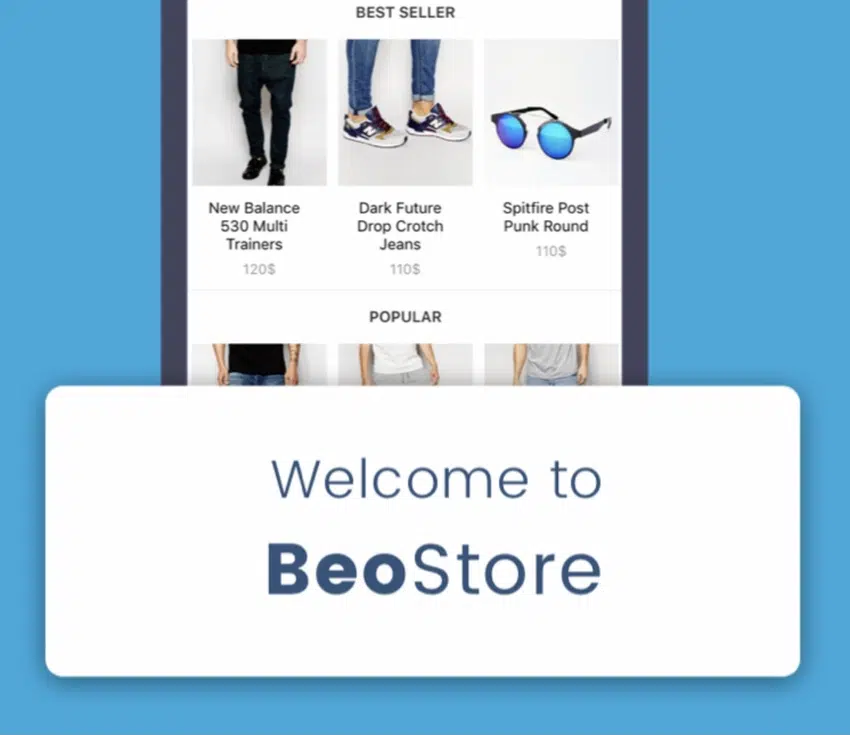 BEST SELLER
New Balance
530 Multi
Trainers
120$
Dark Future
Drop Crotch
Jeans
110$
Spitfire Post
Punk Round
110$
POPULAR
Welcome to
BeoStore